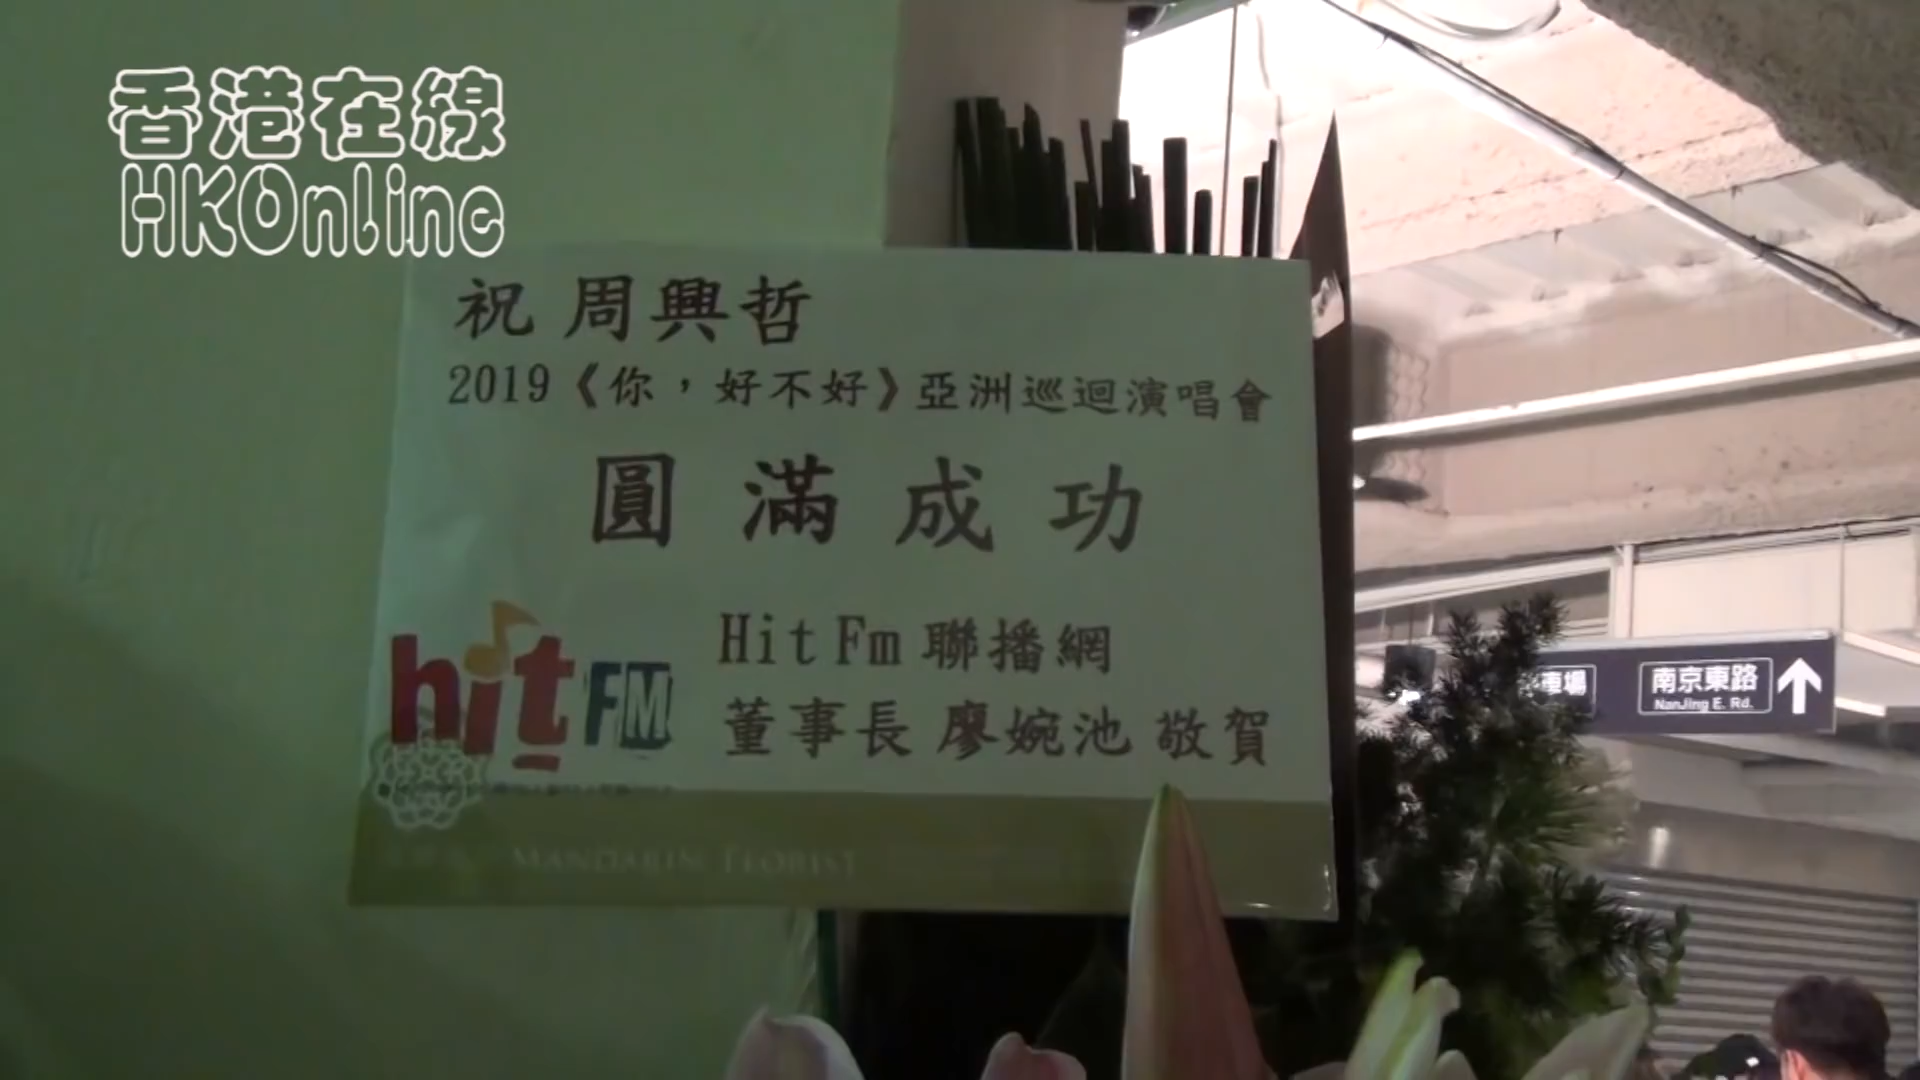 香港在線
HKOnline
祝 周興哲
2019《你,好不好》亞洲巡迴演唱會
圓滿成功
hit FM
Hit Fm 聯播網
董事長 廖婉池 敬賀
MANDARIN FLORIST
車場
南京東路
NanJing E. Rd.